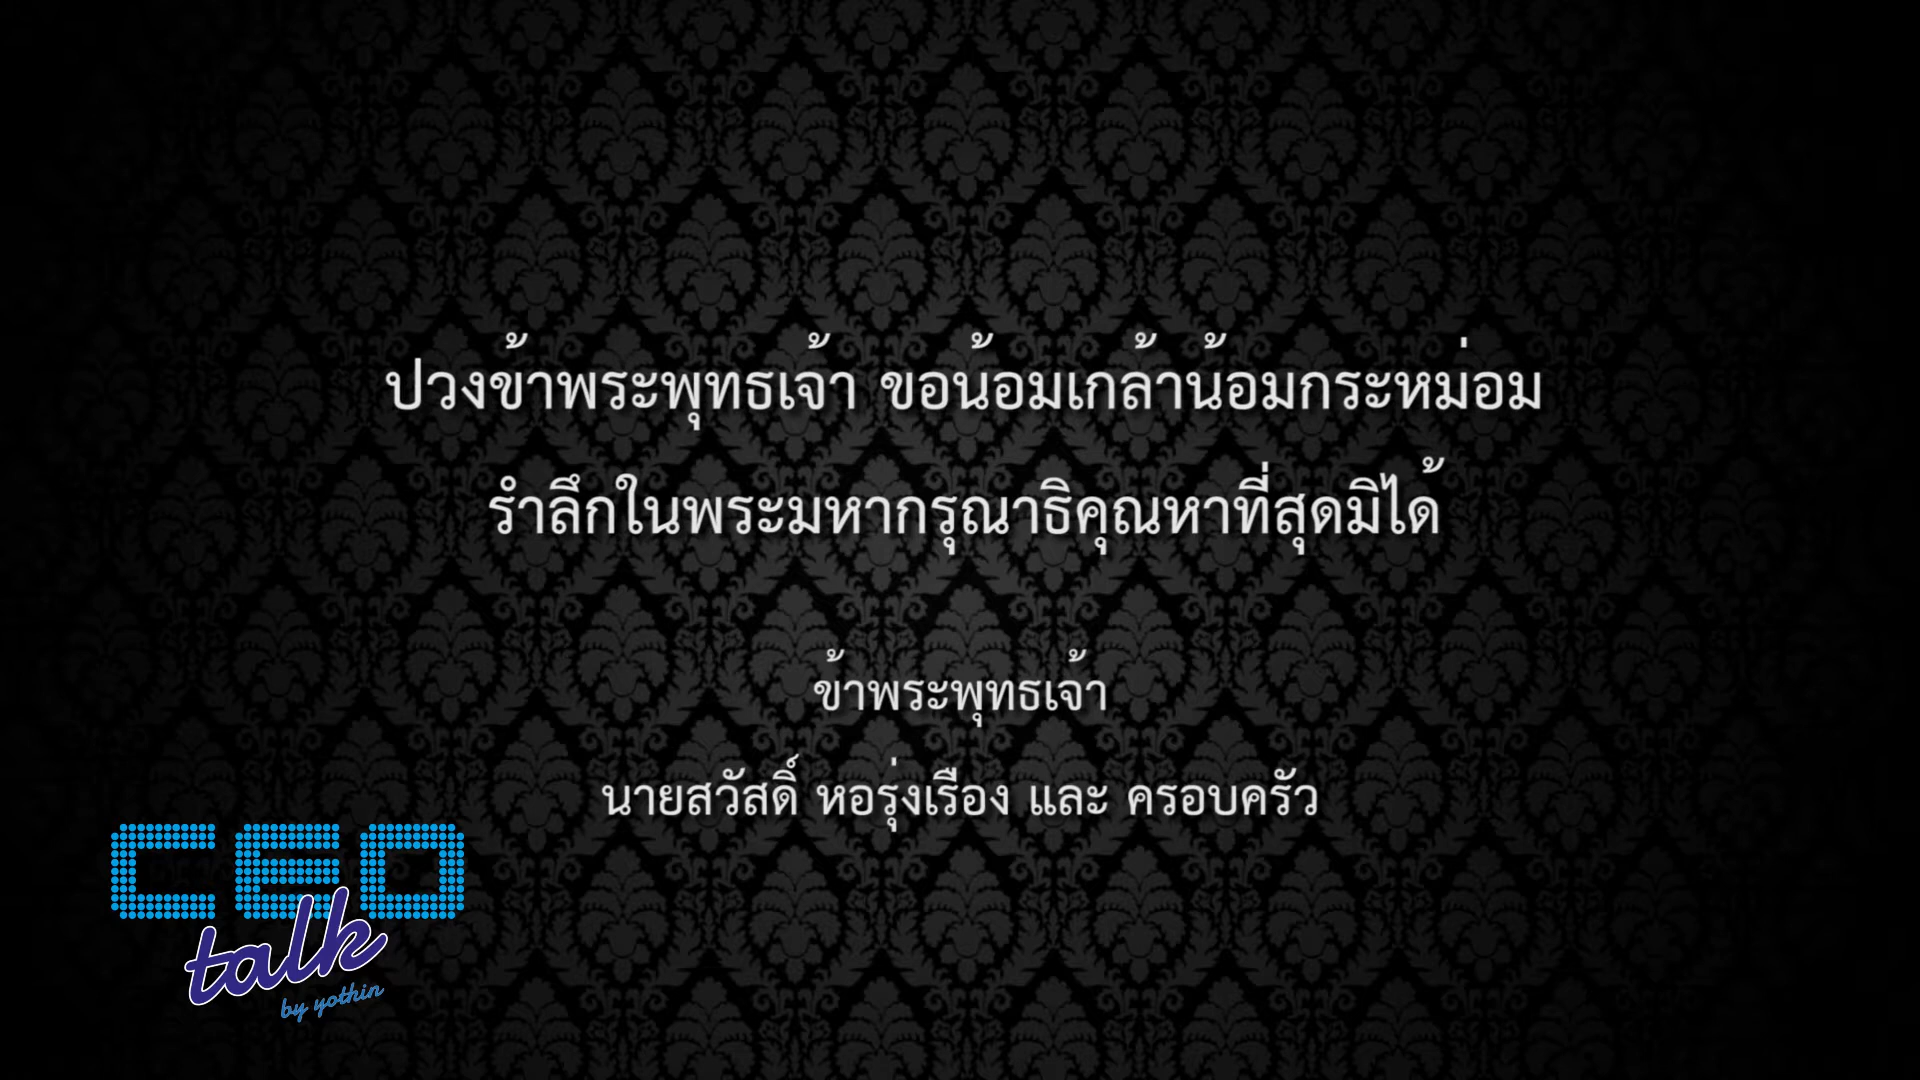 ปวงข้าพระพุทธเจ้า ขอน้อมเกล้าน้อมกระหม่อม
รำลึกในพระมหากรุณาธิคุณหาที่สุดมิได้
ข้าพระพุทธเจ้า
นายสวัสดิ์ หอรุ่งเรือง และ ครอบครัว
CEO
talk
by yothin